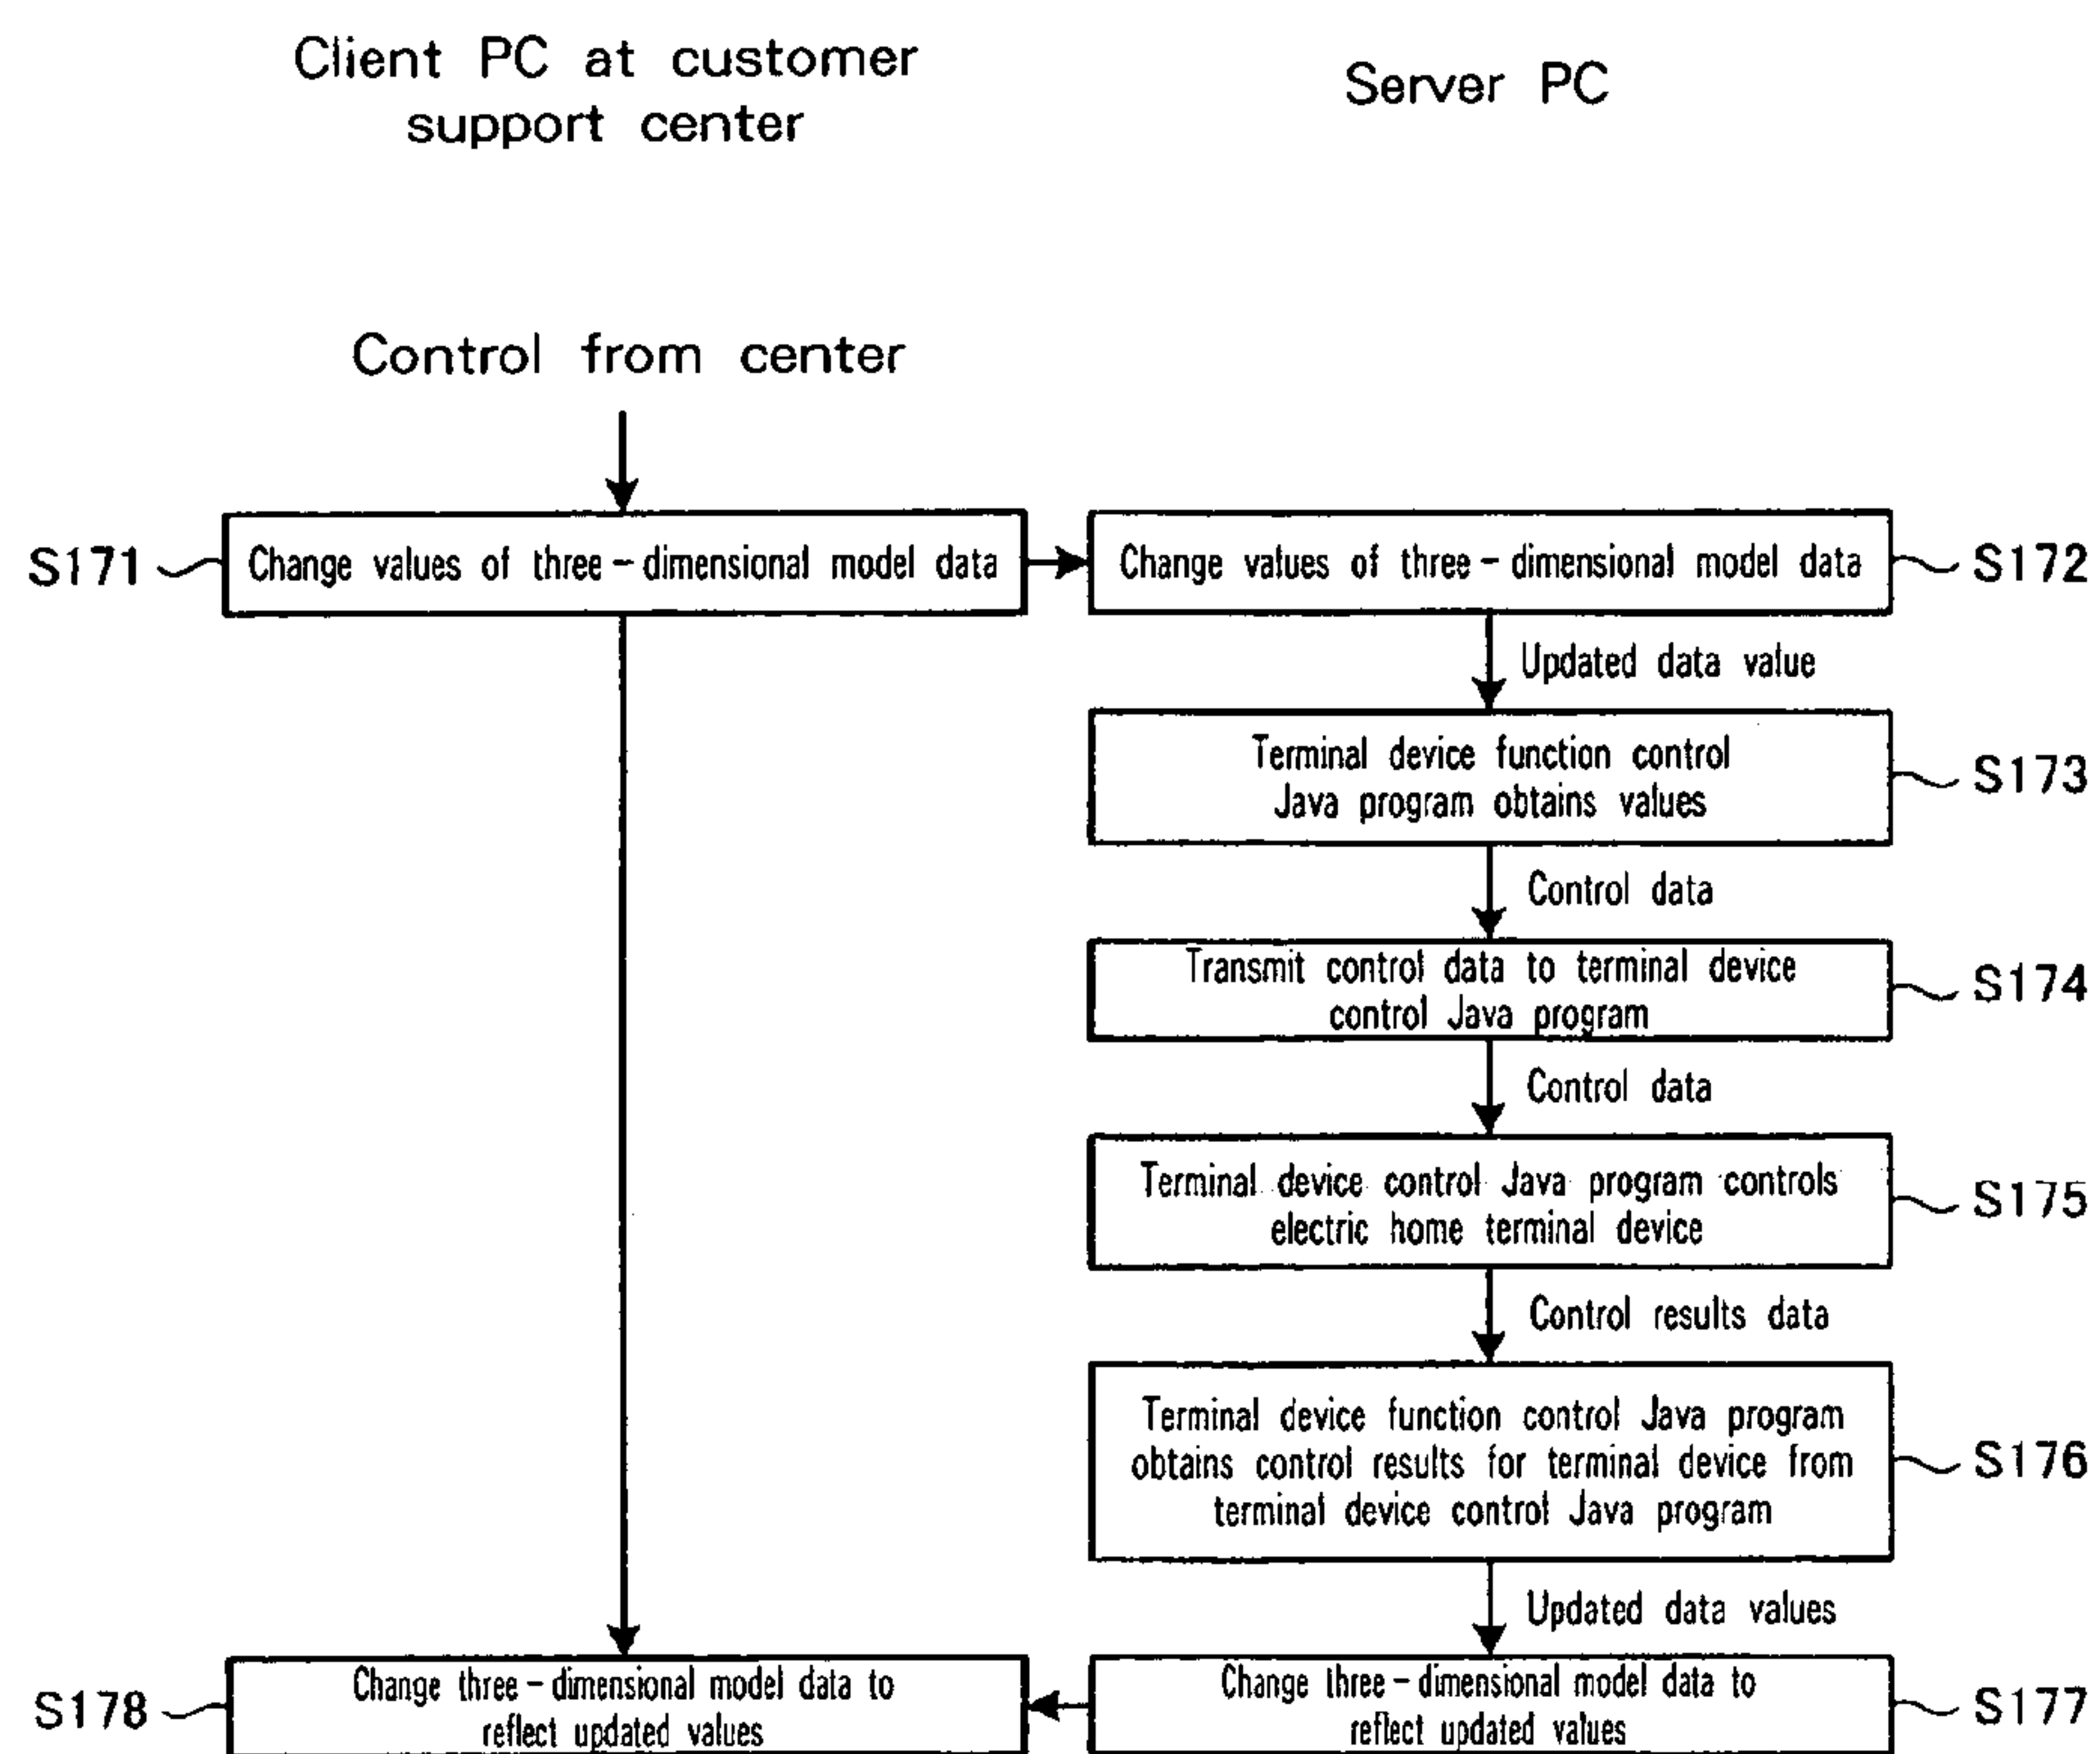 Client PC at customer
support center
Server PC
Control from center
S171
Change values of three-dimensional model data
Change values of three-dimensional model data
S172
Updated data value
Terminal device function control
Java program obtains values
S173
Control data
Transmit control data to terminal device
control Java program
S174
Control data
Terminal device control Java program controls
electric home terminal device
S175
Control results data
Terminal device function control Java program
obtains control results for terminal device from
terminal device control Java program
S176
Updated data values
S178
Change three-dimensional model data to
reflect updated values
Change three-dimensional model data to
reflect updated values
S177